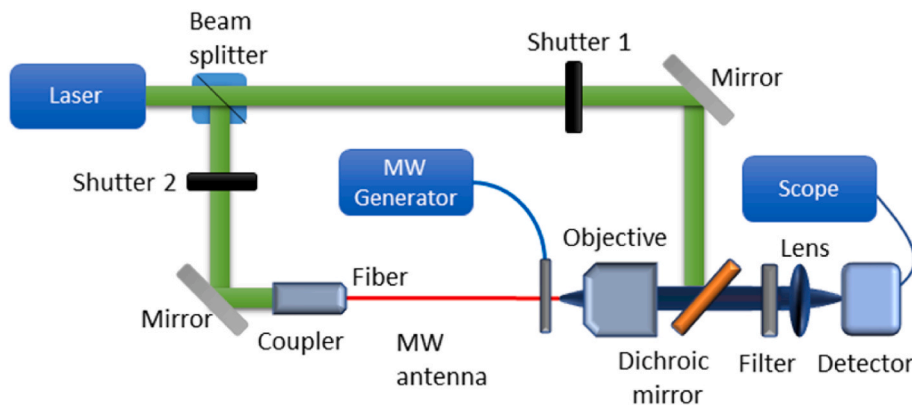 Beam
splitter
Shutter 1
Mirror
Laser
Shutter 2
MW
Generator
Scope
Objective
Lens
Fiber
Mirror
Coupler
MW
antenna
Dichroic
mirror
Filter
Detector